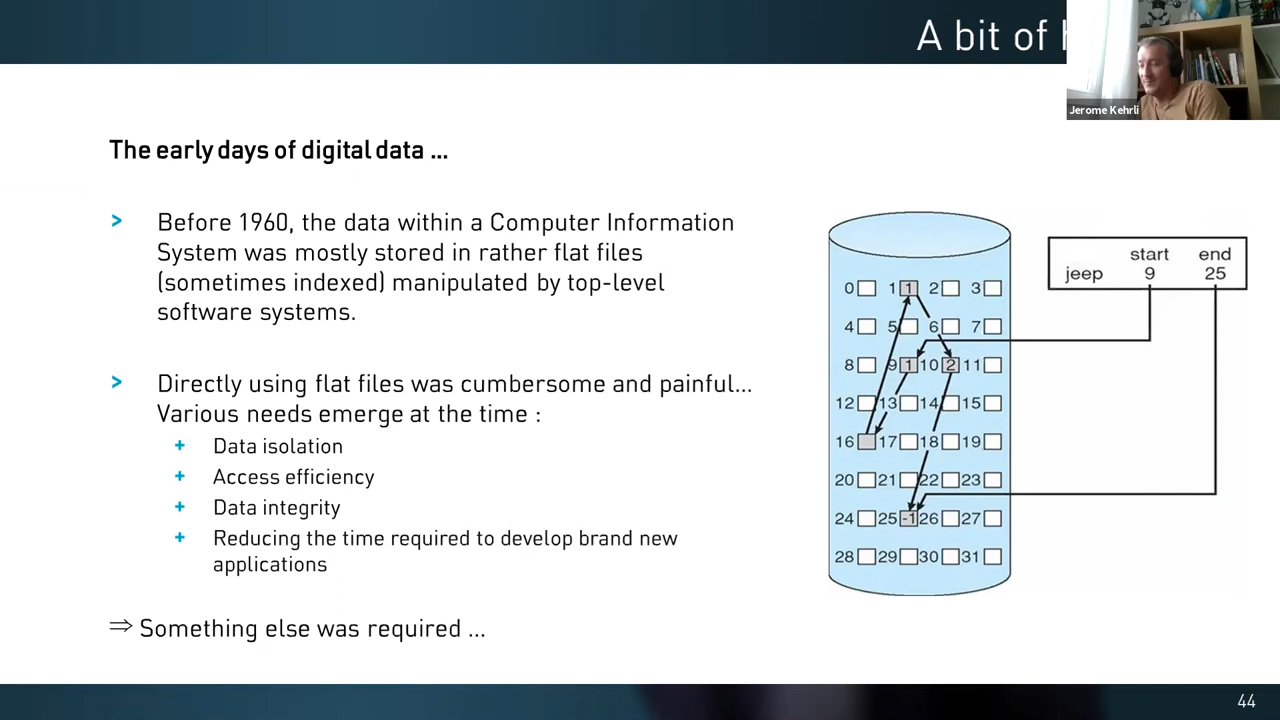 A bit of
Jerome Kehrli
The early days of digital data ...
> Before 1960, the data within a Computer Information
System was mostly stored in rather flat files
(sometimes indexed) manipulated by top-level
software systems.
> Directly using flat files was cumbersome and painful...
Various needs emerge at the time :
+ Data isolation
+ Access efficiency
+ Data integrity
+ Reducing the time required to develop brand new
applications
⇒ Something else was required ...
start end
jeep 9 25
0 1 1 2 3
4 5 6 7
8 9 1 10 2 11
12 13 14 15
16 17 18 19
20 21 22 23
24 25 -1 26 27
28 29 30 31
44